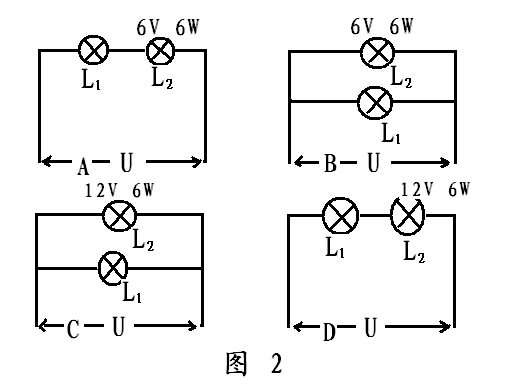 6V 6W
L₁ L₂
A U
6V 6W
L₂
L₁
B U
12V 6W
L₂
L₁
C U
12V 6W
L₁ L₂
D U
图 2